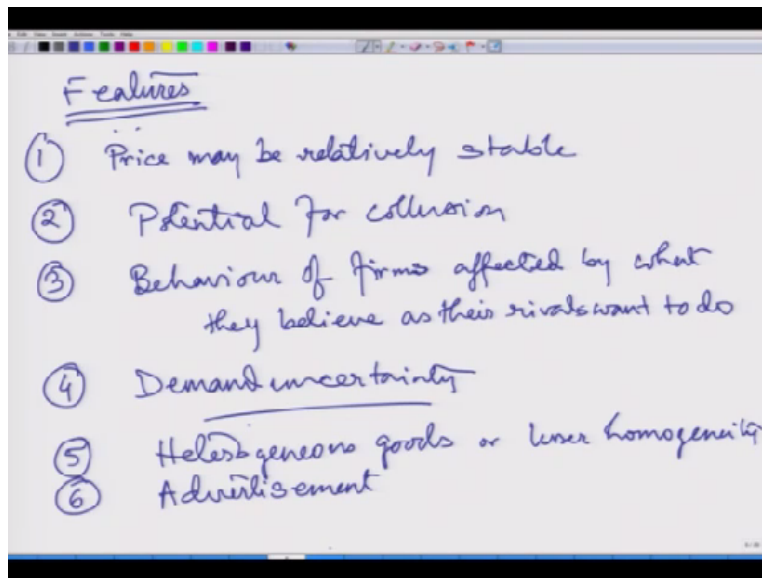 Features
① Price may be relatively stable
② Potential for collusion
③ Behaviour of firms affected by what
they believe as their rivals want to do
④ Demand uncertainty
⑤ Heterogeneous goods or lesser homogeneity
⑥ Advertisement